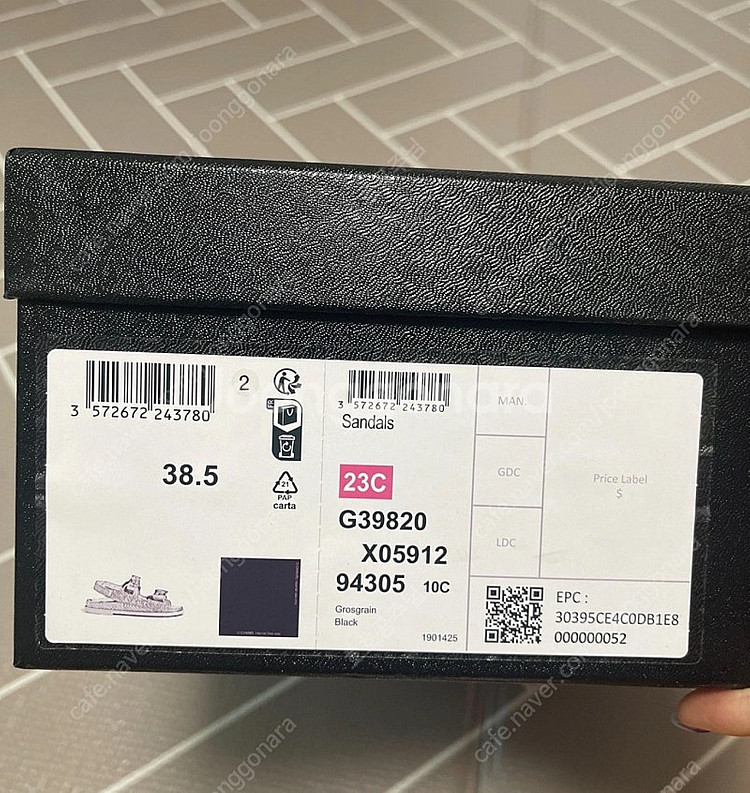 3 572672 243780
2
38.5
21
PAP
carta
3 572672 243780
Sandals
23C
G39820
X05912
94305 10C
Grosgrain
Black
1901425
MAN.
GDC
LDC
Price Label
$
EPC :
30395CE4C0DB1E8
000000052
cafe.naver.com/joonggonara